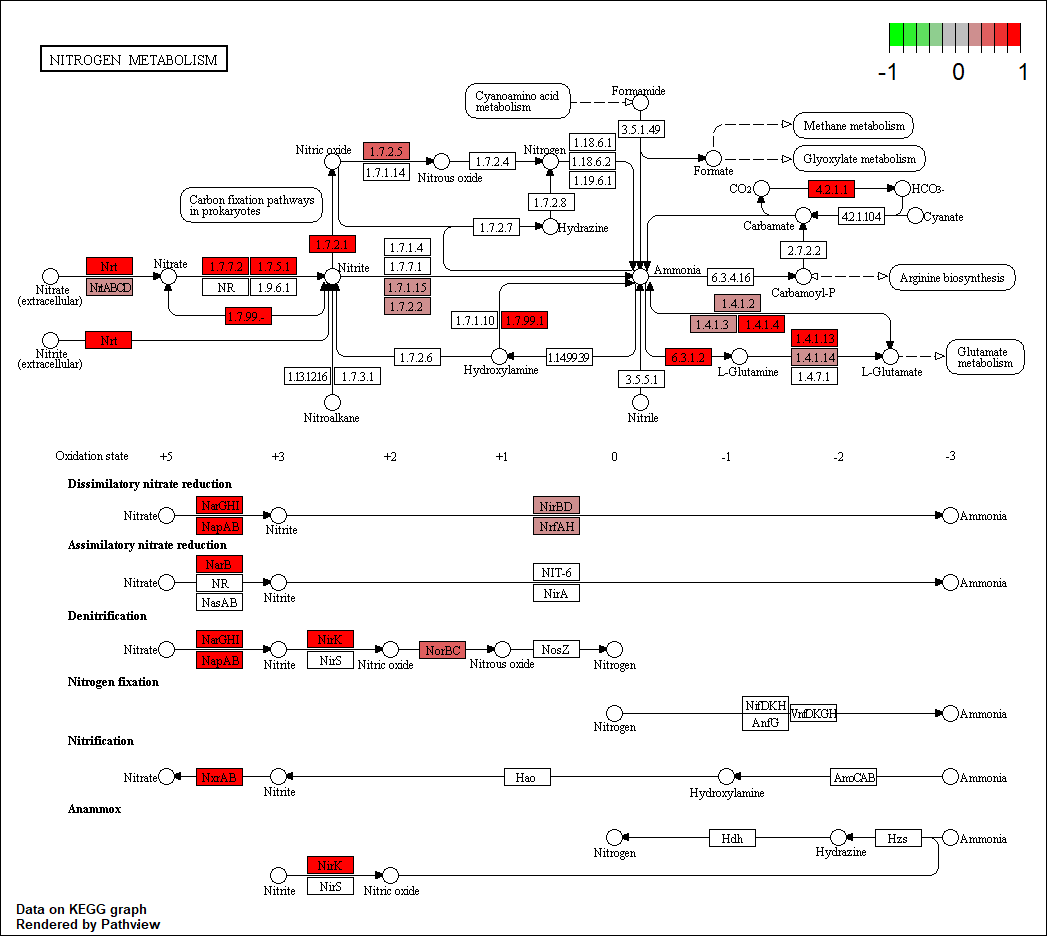 NITROGEN METABOLISM
-1 0 1
Cyanoamino acid
metabolism
Formamide
3.5.1.49
Methane metabolism
Glyoxylate metabolism
Formate
Nitric oxide
1.7.2.5
1.7.1.14
Nitrous oxide
1.7.2.4
Nitrogen
1.18.6.1
1.18.6.2
1.19.6.1
CO2
4.2.1.1
HCO3-
Carbon fixation pathways
in prokaryotes
1.7.2.8
1.7.2.7
Hydrazine
Carbamate
4.2.1.104
Cyanate
1.7.2.1
2.7.2.2
Nrt
NrtABCD
Nitrate
(extracellular)
Nitrate
1.7.7.2
1.7.5.1
NR
1.9.6.1
Nitrite
1.7.1.4
1.7.7.1
1.7.1.15
1.7.2.2
Ammonia
6.3.4.16
Carbamoyl-P
Arginine biosynthesis
1.7.99.-
1.7.1.10
1.7.99.1
1.4.1.2
1.4.1.3
1.4.1.4
Nrt
Nitrite
(extracellular)
1.7.2.6
Hydroxylamine
1.14.99.39
6.3.1.2
L-Glutamine
1.4.1.13
1.4.1.14
1.4.7.1
L-Glutamate
Glutamate
metabolism
1.13.12.16
1.7.3.1
Nitroalkane
3.5.5.1
Nitrile
Oxidation state +5 +3 +2 +1 0 -1 -2 -3
Dissimilatory nitrate reduction
Nitrate
NarGHI
NapAB
Nitrite
NirBD
NrfAH
Ammonia
Assimilatory nitrate reduction
Nitrate
NarB
NR
NasAB
Nitrite
NIT-6
NirA
Ammonia
Denitrification
Nitrate
NarGHI
NapAB
Nitrite
NirK
NirS
Nitric oxide
NorBC
Nitrous oxide
NosZ
Nitrogen
Nitrogen fixation
Nitrogen
NifDKH
AnfG
VnfDKGH
Ammonia
Nitrification
Nitrate
NxrAB
Nitrite
Hao
Hydroxylamine
AmoCAB
Ammonia
Anammox
Nitrogen
Hdh
Hydrazine
Hzs
Ammonia
Nitrite
NirK
NirS
Nitric oxide
Data on KEGG graph
Rendered by Pathview